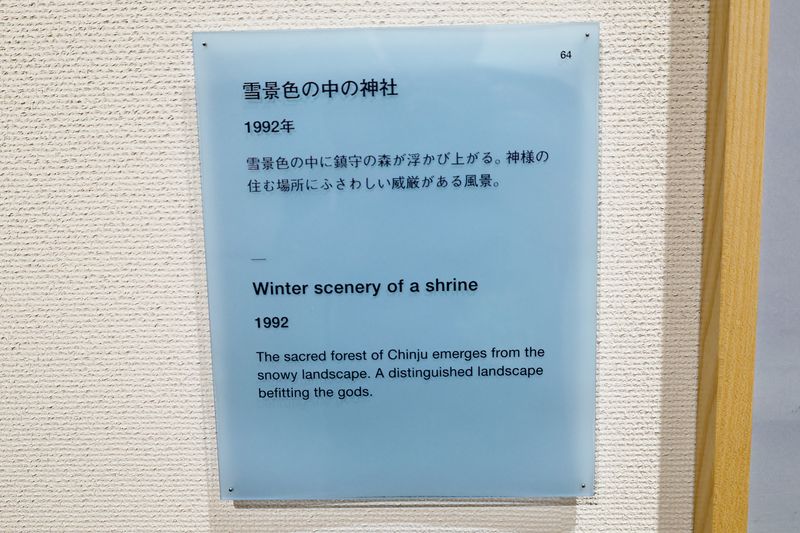 64
雪景色の中の神社
1992年
雪景色の中に鎮守の森が浮かび上がる。神様の
住む場所にふさわしい威厳がある風景。
Winter scenery of a shrine
1992
The sacred forest of Chinju emerges from the
snowy landscape. A distinguished landscape
befitting the gods.